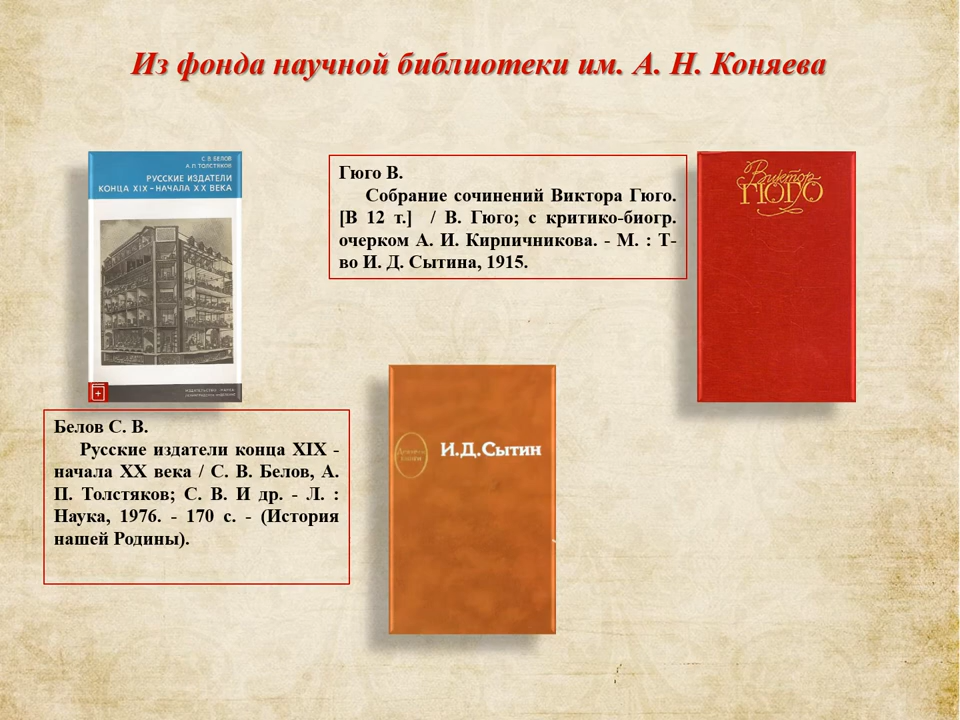 Из фонда научной библиотеки им. А. Н. Коняева
С. В. БЕЛОВ
А. П. ТОЛСТЯКОВ
РУССКИЕ ИЗДАТЕЛИ
КОНЦА XIX – НАЧАЛА XX ВЕКА
ИЗДАТЕЛЬСТВО НАУКА
Гюго В.
Собрание сочинений Виктора Гюго.
[В 12 т.] / В. Гюго; с критико-биогр.
очерком А. И. Кирпичникова. - М. : Т-
во И. Д. Сытина, 1915.
Виктор
ГЮГО
Белов С. В.
Русские издатели конца XIX -
начала XX века / С. В. Белов, А.
П. Толстяков; С. В. И др. - Л. :
Наука, 1976. - 170 с. - (История
нашей Родины).
И.Д.Сытин